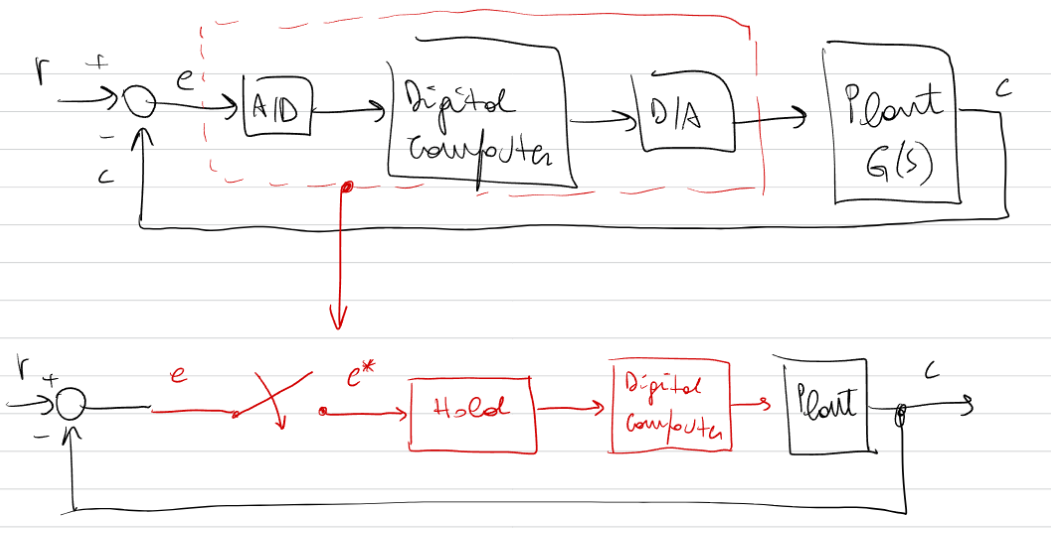 r + e A/D Digital Computer D/A Plant G(S) c
-
c
r + e e* Hold Digital Computer Plant c
-